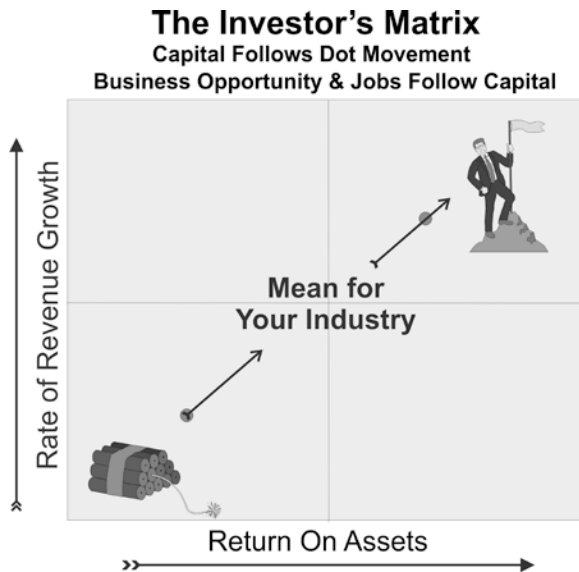 The Investor's Matrix
Capital Follows Dot Movement
Business Opportunity & Jobs Follow Capital
Rate of Revenue Growth
Mean for
Your Industry
Return On Assets